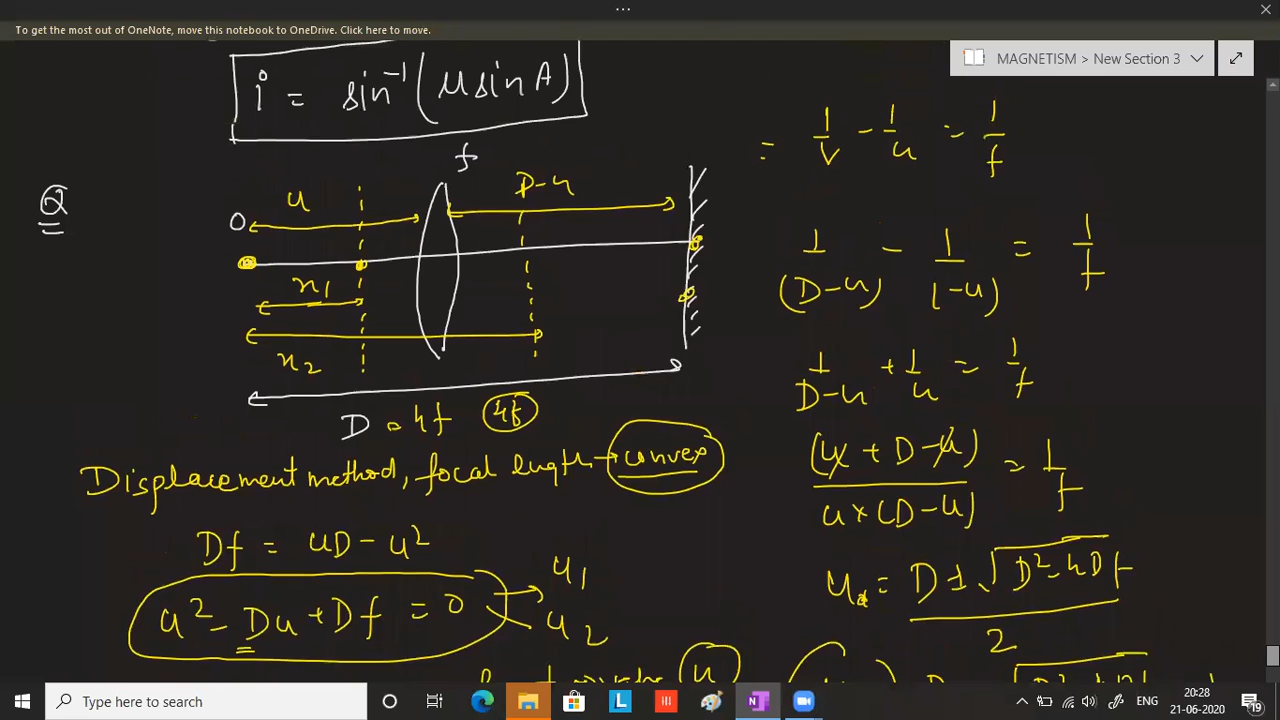 To get the most out of OneNote, move this notebook to OneDrive. Click here to move.
MAGNETISM > New Section 3
i = sin⁻¹(μ sin A)
Q
f
O
u
D-u
x1
x2
D = 4f 4f
Displacement method, focal length → convex
Df = uD - u²
u² - Du + Df = 0
u1
u2
= 1/v - 1/u = 1/f
1/(D-u) - 1/(-u) = 1/f
1/D-u + 1/u = 1/f
(u + D - u)/u×(D-u) = 1/f
u = D ± √D² - 4Df / 2
u
Type here to search
L
ENG
20:28
21-06-2020
19